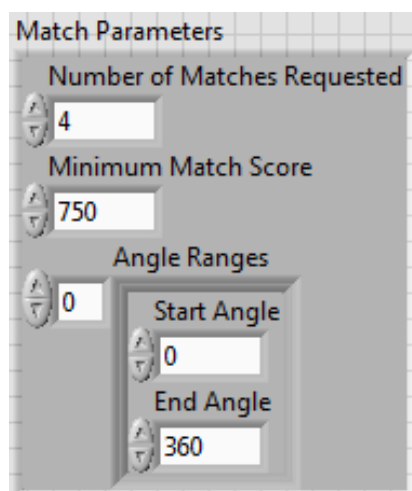 Match Parameters
Number of Matches Requested
4
Minimum Match Score
750
Angle Ranges
0
Start Angle
0
End Angle
360